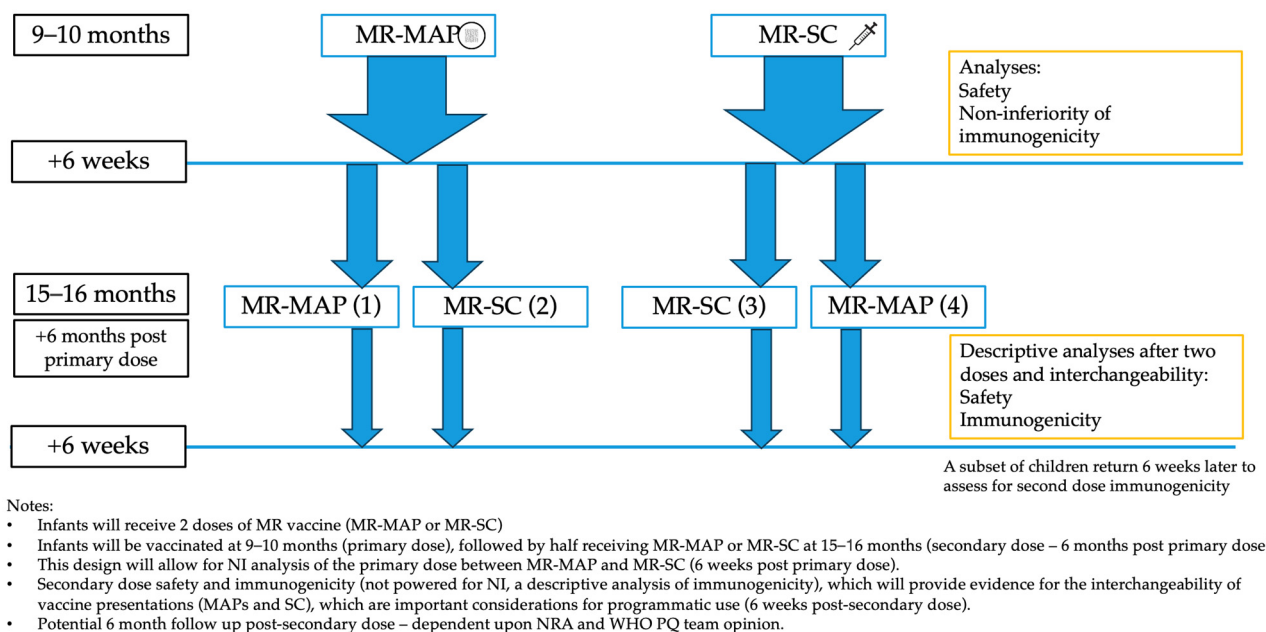 9–10 months
MR-MAP
MR-SC
Analyses:
Safety
Non-inferiority of
immunogenicity
+6 weeks
15–16 months
MR-MAP (1)
MR-SC (2)
MR-SC (3)
MR-MAP (4)
+6 months post
primary dose
Descriptive analyses after two
doses and interchangeability:
Safety
Immunogenicity
+6 weeks
A subset of children return 6 weeks later to
assess for second dose immunogenicity
Notes:
• Infants will receive 2 doses of MR vaccine (MR-MAP or MR-SC)
• Infants will be vaccinated at 9–10 months (primary dose), followed by half receiving MR-MAP or MR-SC at 15–16 months (secondary dose – 6 months post primary dose
• This design will allow for NI analysis of the primary dose between MR-MAP and MR-SC (6 weeks post primary dose).
• Secondary dose safety and immunogenicity (not powered for NI, a descriptive analysis of immunogenicity), which will provide evidence for the interchangeability of
vaccine presentations (MAPs and SC), which are important considerations for programmatic use (6 weeks post-secondary dose).
• Potential 6 month follow up post-secondary dose – dependent upon NRA and WHO PQ team opinion.